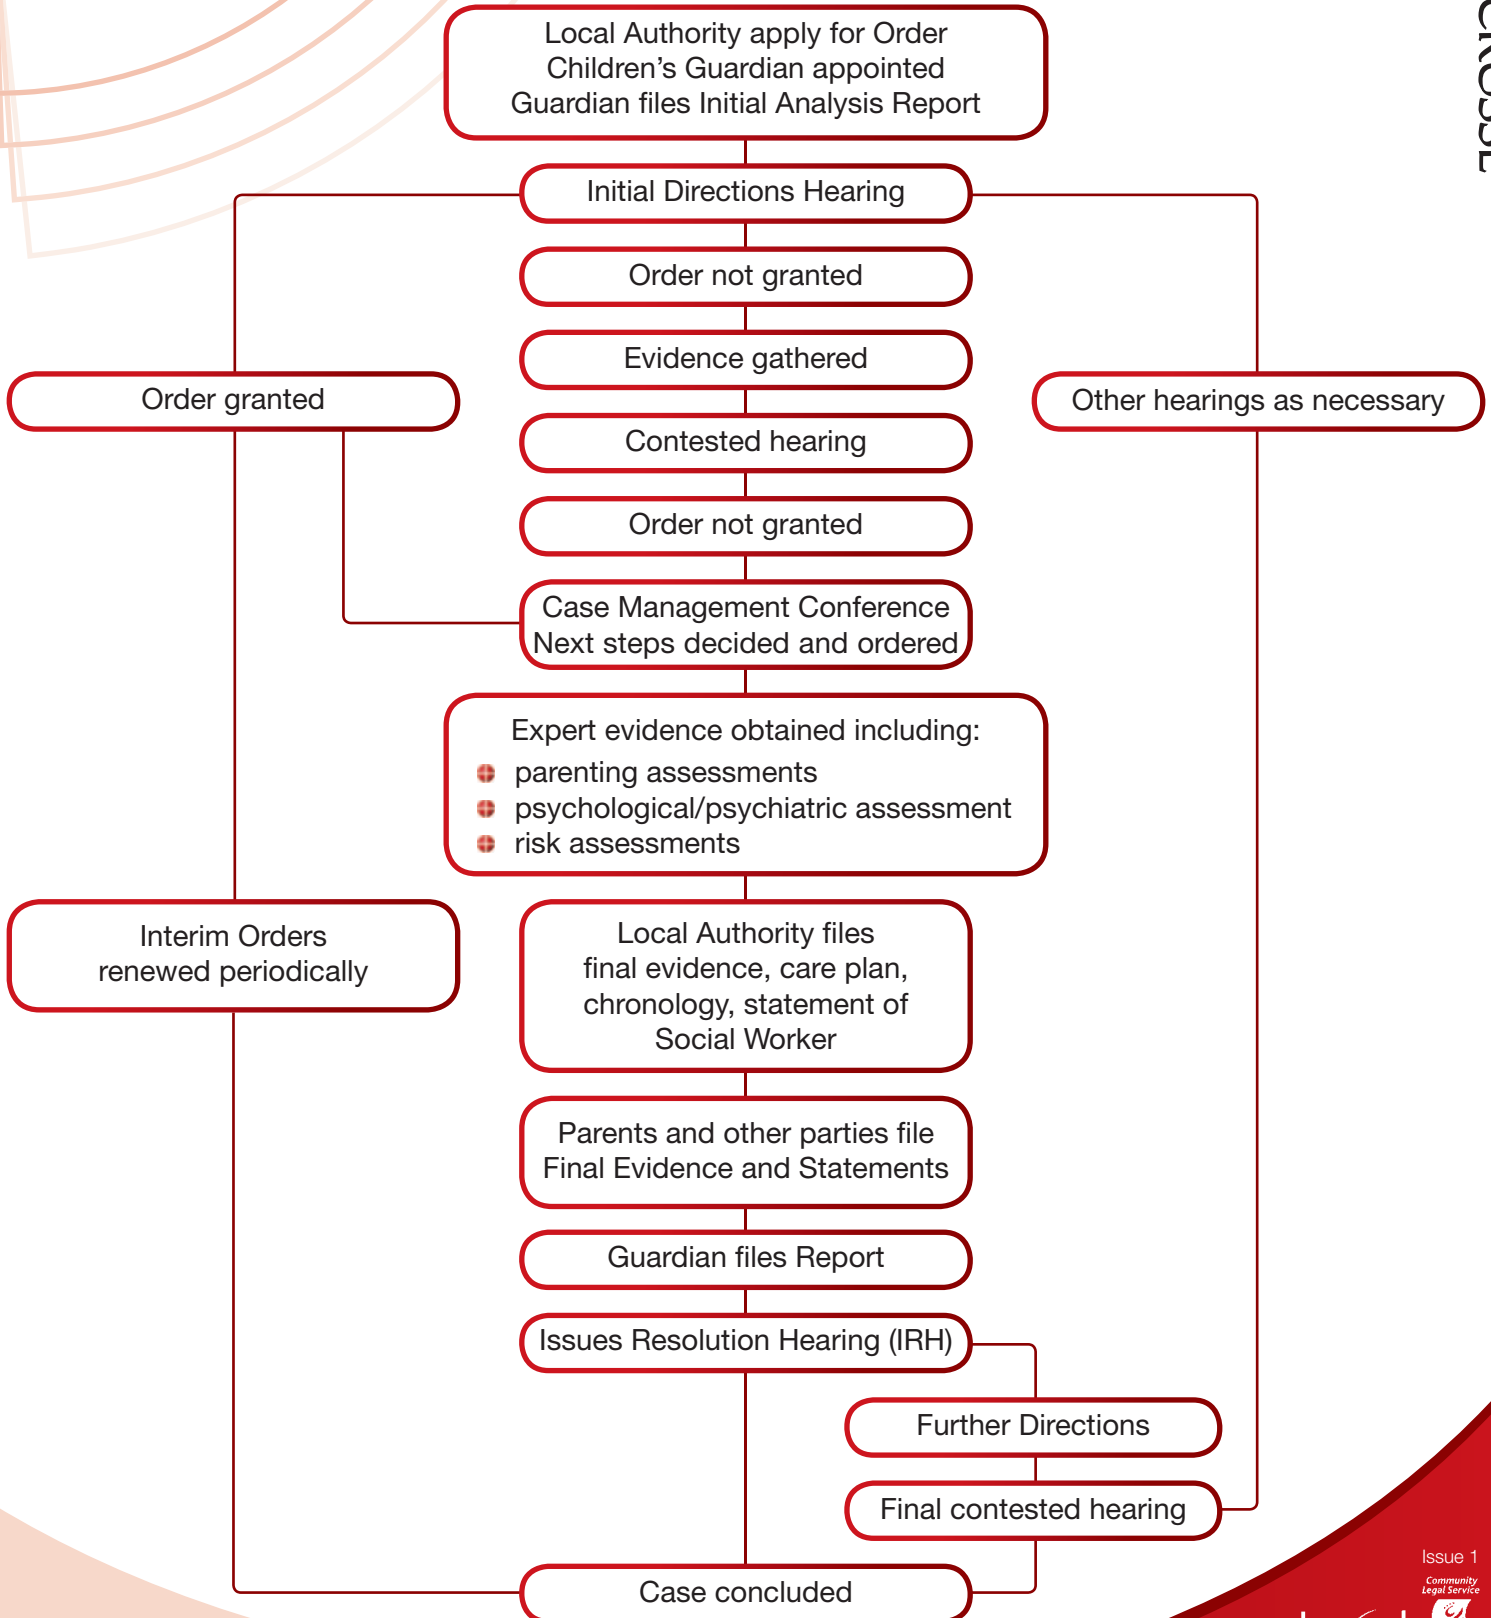 Local Authority apply for Order
Children's Guardian appointed
Guardian files Initial Analysis Report
Initial Directions Hearing
Order not granted
Evidence gathered
Order granted
Other hearings as necessary
Contested hearing
Order not granted
Case Management Conference
Next steps decided and ordered
Expert evidence obtained including:
parenting assessments
psychological/psychiatric assessment
risk assessments
Interim Orders
renewed periodically
Local Authority files
final evidence, care plan,
chronology, statement of
Social Worker
Parents and other parties file
Final Evidence and Statements
Guardian files Report
Issues Resolution Hearing (IRH)
Further Directions
Final contested hearing
Case concluded
Issue 1
Community
Legal Service